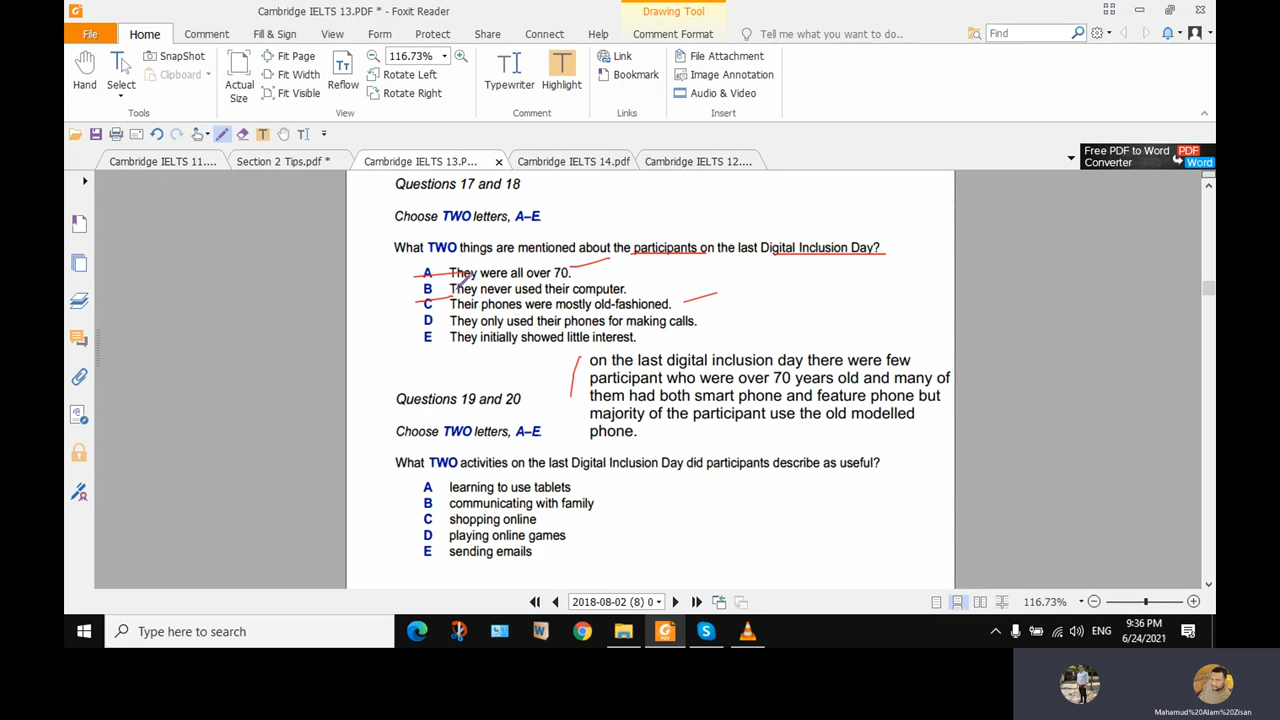 Cambridge IELTS 13.PDF * - Foxit Reader
Drawing Tool
File Home Comment Fill & Sign View Form Protect Share Connect Help Comment Format Tell me what you want to do.. Find
SnapShot Fit Page 116.73% Link File Attachment
Clipboard Fit Width Rotate Left Bookmark Image Annotation
Hand Select Actual Size Fit Visible Reflow Rotate Right Typewriter Highlight Audio & Video
Tools View Comment Links Insert
Cambridge IELTS 11.... Section 2 Tips.pdf * Cambridge IELTS 13.P... Cambridge IELTS 14.pdf Cambridge IELTS 12....
Free PDF to Word Converter PDF Word
Questions 17 and 18
Choose TWO letters, A–E.
What TWO things are mentioned about the participants on the last Digital Inclusion Day?
A They were all over 70.
B They never used their computer.
C Their phones were mostly old-fashioned.
D They only used their phones for making calls.
E They initially showed little interest.
on the last digital inclusion day there were few
participant who were over 70 years old and many of
them had both smart phone and feature phone but
majority of the participant use the old modelled
phone.
Questions 19 and 20
Choose TWO letters, A–E.
What TWO activities on the last Digital Inclusion Day did participants describe as useful?
A learning to use tablets
B communicating with family
C shopping online
D playing online games
E sending emails
2018-08-02 (8) 0 116.73%
Type here to search
ENG
9:36 PM
6/24/2021
Mahamud%20Alam%20Zisan